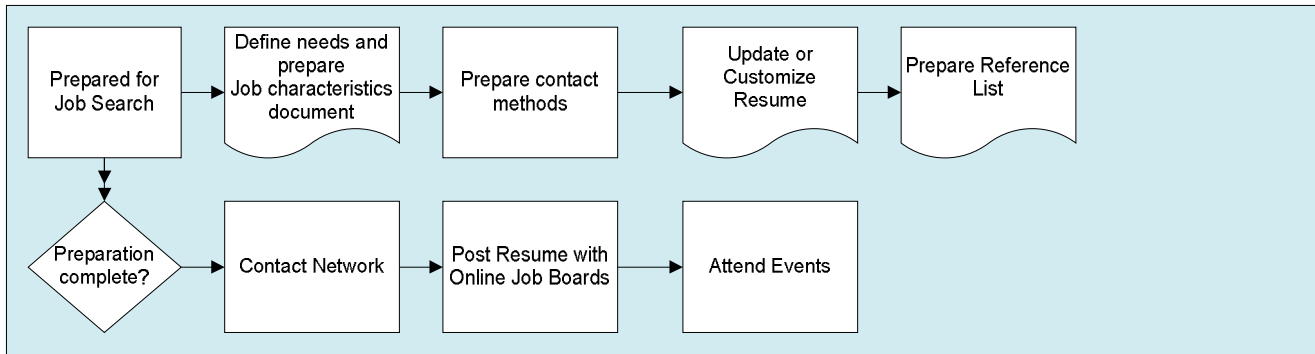 Prepared for
Job Search
Define needs and
prepare
Job characteristics
document
Prepare contact
methods
Update or
Customize
Resume
Prepare Reference
List
Preparation
complete?
Contact Network
Post Resume with
Online Job Boards
Attend Events